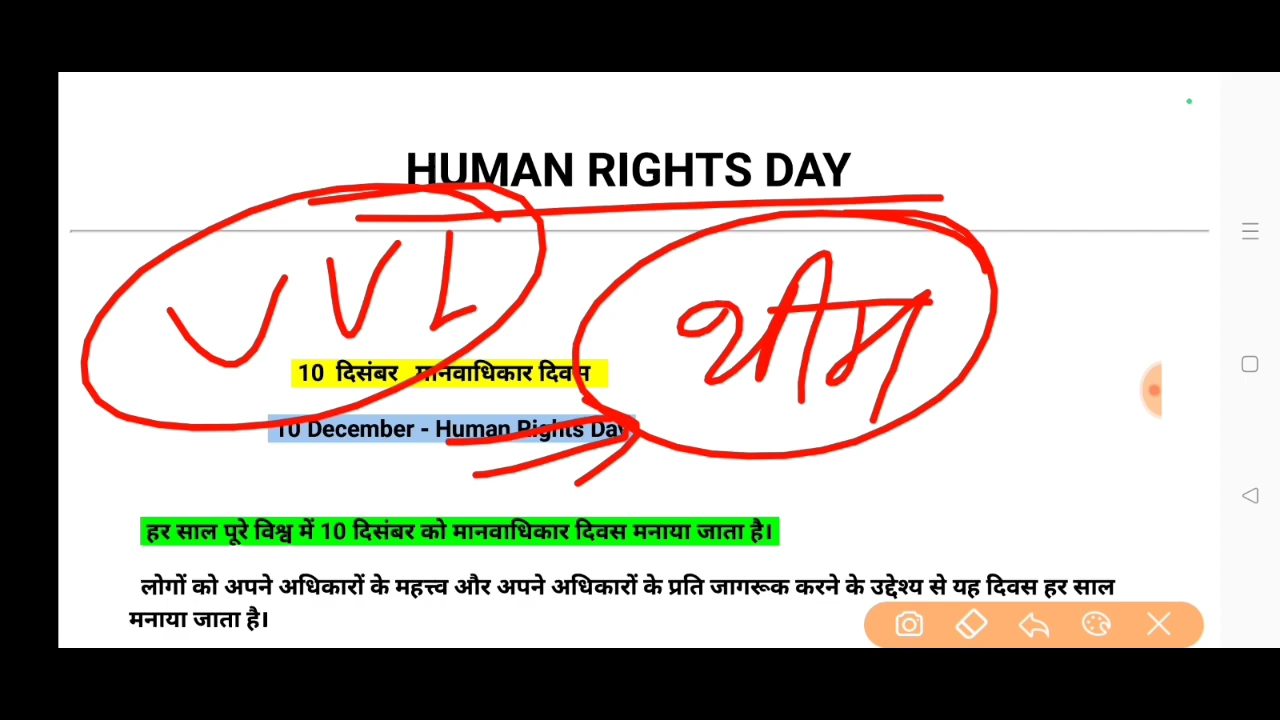 HUMAN RIGHTS DAY
VVI
थीम
10 दिसंबर मानवाधिकार दिवस
10 December - Human Rights Day
हर साल पूरे विश्व में 10 दिसंबर को मानवाधिकार दिवस मनाया जाता है।
लोगों को अपने अधिकारों के महत्त्व और अपने अधिकारों के प्रति जागरूक करने के उद्देश्य से यह दिवस हर साल
मनाया जाता है।